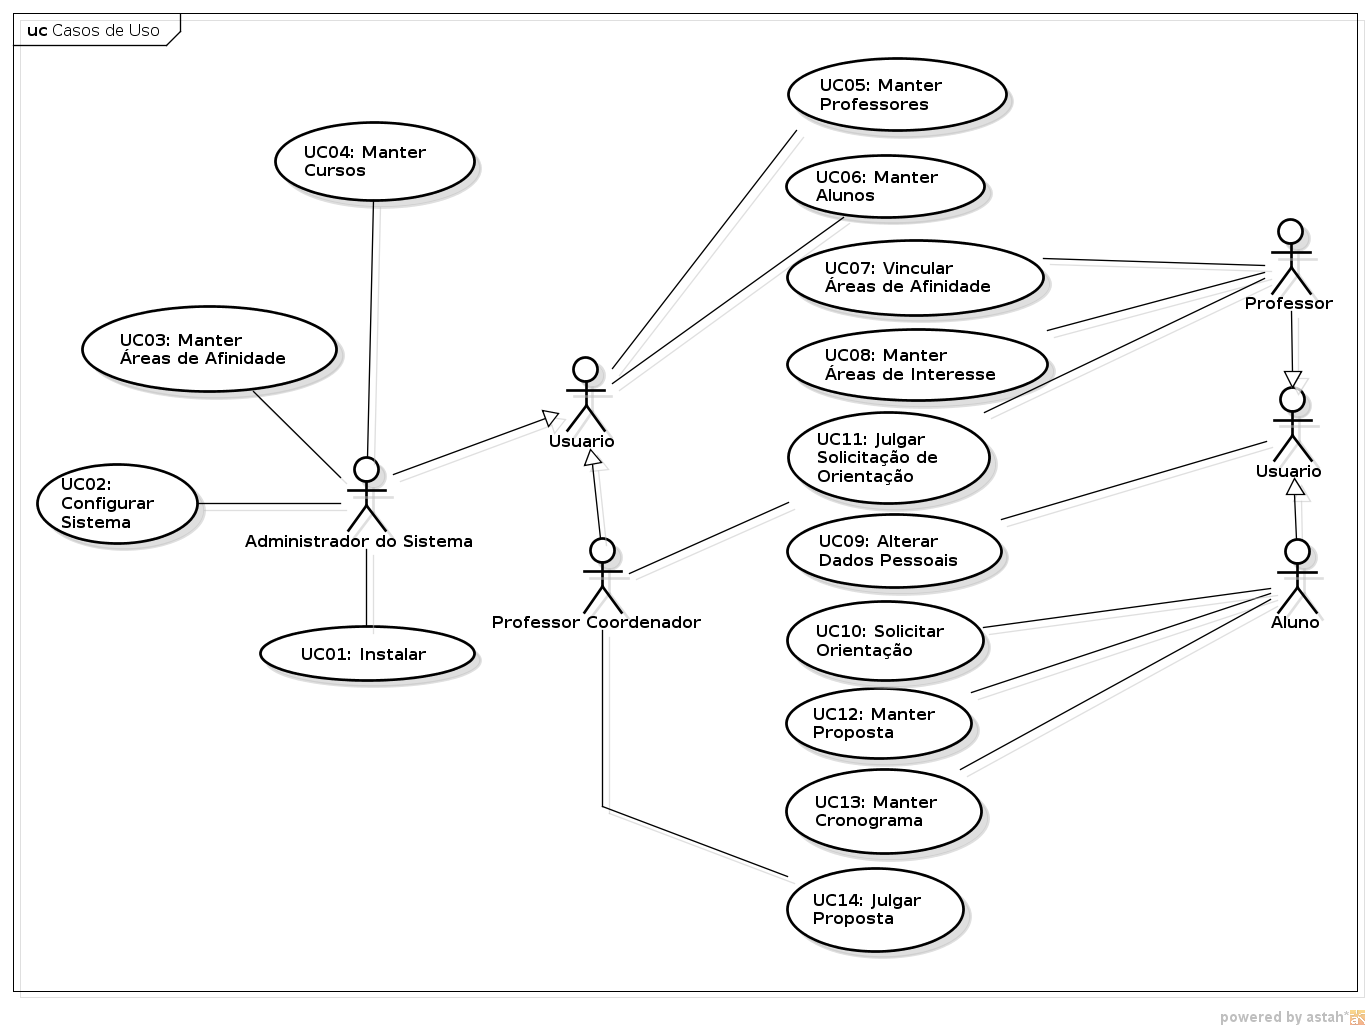 uc Casos de Uso
UC05: Manter
Professores
UC04: Manter
Cursos
UC06: Manter
Alunos
UC07: Vincular
Áreas de Afinidade
Professor
UC03: Manter
Áreas de Afinidade
UC08: Manter
Áreas de Interesse
Usuario
UC11: Julgar
Solicitação de
Orientação
Usuario
UC02:
Configurar
Sistema
Administrador do Sistema
UC09: Alterar
Dados Pessoais
Professor Coordenador
Aluno
UC10: Solicitar
Orientação
UC01: Instalar
UC12: Manter
Proposta
UC13: Manter
Cronograma
UC14: Julgar
Proposta
powered by astah*